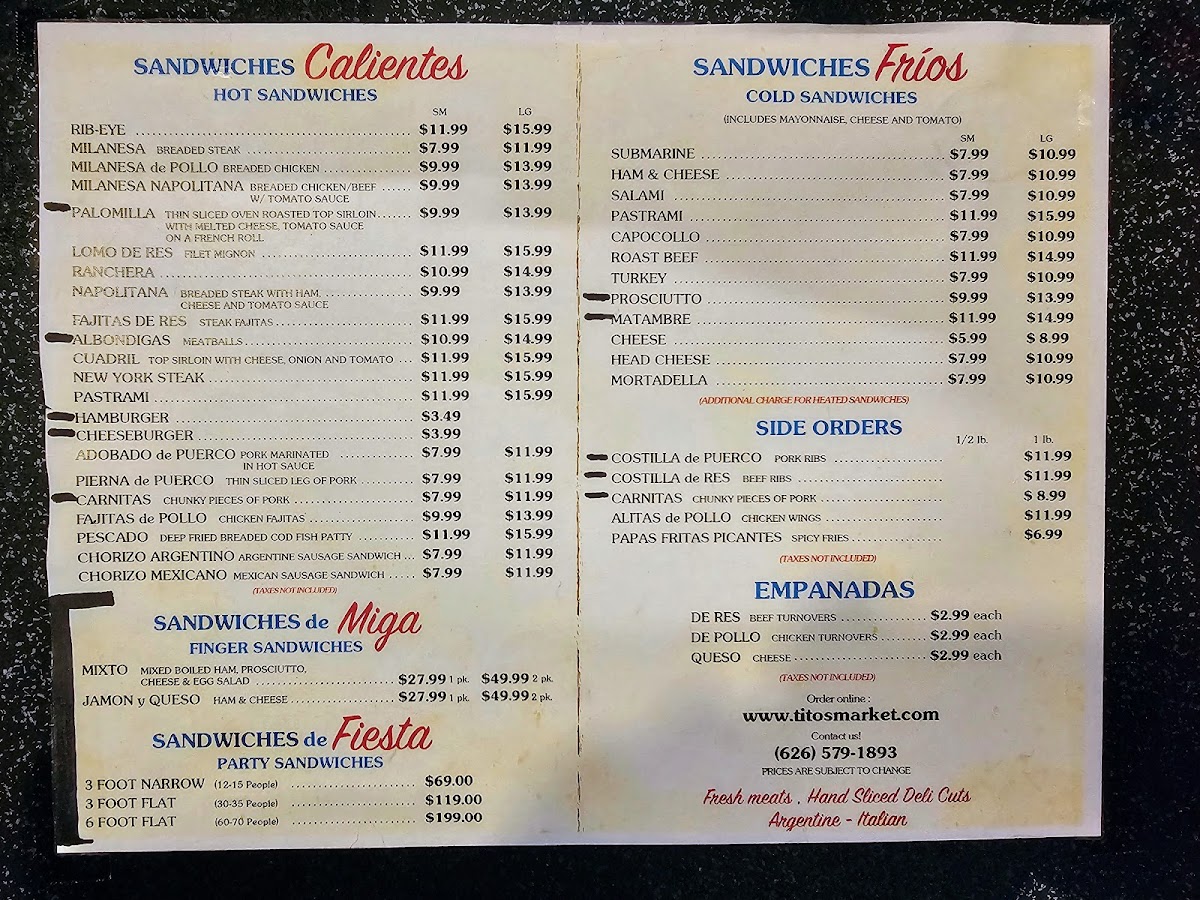 SANDWICHES Calientes
HOT SANDWICHES
SM LG
RIB-EYE $11.99 $15.99
MILANESA BREADED STEAK $7.99 $11.99
MILANESA de POLLO BREADED CHICKEN $9.99 $13.99
MILANESA NAPOLITANA BREADED CHICKEN/BEEF $9.99 $13.99
W/ TOMATO SAUCE
PALOMILLA THIN SLICED OVEN ROASTED TOP SIRLOIN $9.99 $13.99
WITH MELTED CHEESE, TOMATO SAUCE
ON A FRENCH ROLL
LOMO DE RES FILET MIGNON $11.99 $15.99
RANCHERA $10.99 $14.99
NAPOLITANA BREADED STEAK WITH HAM, $9.99 $13.99
CHEESE AND TOMATO SAUCE
FAJITAS DE RES STEAK FAJITAS $11.99 $15.99
ALBONDIGAS MEATBALLS $10.99 $14.99
CUADRIL TOP SIRLOIN WITH CHEESE, ONION AND TOMATO $11.99 $15.99
NEW YORK STEAK $11.99 $15.99
PASTRAMI $11.99 $15.99
HAMBURGER $3.49
CHEESEBURGER $3.99
ADOBADO de PUERCO PORK MARINATED $7.99 $11.99
IN HOT SAUCE
PIERNA de PUERCO THIN SLICED LEG OF PORK $7.99 $11.99
CARNITAS CHUNKY PIECES OF PORK $7.99 $11.99
FAJITAS de POLLO CHICKEN FAJITAS $9.99 $13.99
PESCADO DEEP FRIED BREADED COD FISH PATTY $11.99 $15.99
CHORIZO ARGENTINO ARGENTINE SAUSAGE SANDWICH $7.99 $11.99
CHORIZO MEXICANO MEXICAN SAUSAGE SANDWICH $7.99 $11.99
(TAXES NOT INCLUDED)
SANDWICHES de Miga
FINGER SANDWICHES
MIXTO MIXED BOILED HAM, PROSCIUTTO,
CHEESE & EGG SALAD $27.99 1 pk. $49.99 2 pk.
JAMON y QUESO HAM & CHEESE $27.99 1 pk. $49.99 2 pk.
SANDWICHES de Fiesta
PARTY SANDWICHES
3 FOOT NARROW (12-15 People) $69.00
3 FOOT FLAT (30-35 People) $119.00
6 FOOT FLAT (60-70 People) $199.00
SANDWICHES Fríos
COLD SANDWICHES
(INCLUDES MAYONNAISE, CHEESE AND TOMATO)
SM LG
SUBMARINE $7.99 $10.99
HAM & CHEESE $7.99 $10.99
SALAMI $7.99 $10.99
PASTRAMI $11.99 $15.99
CAPOCOLLO $7.99 $10.99
ROAST BEEF $11.99 $14.99
TURKEY $7.99 $10.99
PROSCIUTTO $9.99 $13.99
MATAMBRE $11.99 $14.99
CHEESE $5.99 $ 8.99
HEAD CHEESE $7.99 $10.99
MORTADELLA $7.99 $10.99
(ADDITIONAL CHARGE FOR HEATED SANDWICHES)
SIDE ORDERS
1/2 lb. 1 lb.
COSTILLA de PUERCO PORK RIBS $11.99
COSTILLA de RES BEEF RIBS $11.99
CARNITAS CHUNKY PIECES OF PORK $ 8.99
ALITAS de POLLO CHICKEN WINGS $11.99
PAPAS FRITAS PICANTES SPICY FRIES $6.99
(TAXES NOT INCLUDED)
EMPANADAS
DE RES BEEF TURNOVERS $2.99 each
DE POLLO CHICKEN TURNOVERS $2.99 each
QUESO CHEESE $2.99 each
(TAXES NOT INCLUDED)
Order online :
www.titosmarket.com
Contact us!
(626) 579-1893
PRICES ARE SUBJECT TO CHANGE
Fresh meats , Hand Sliced Deli Cuts
Argentine - Italian